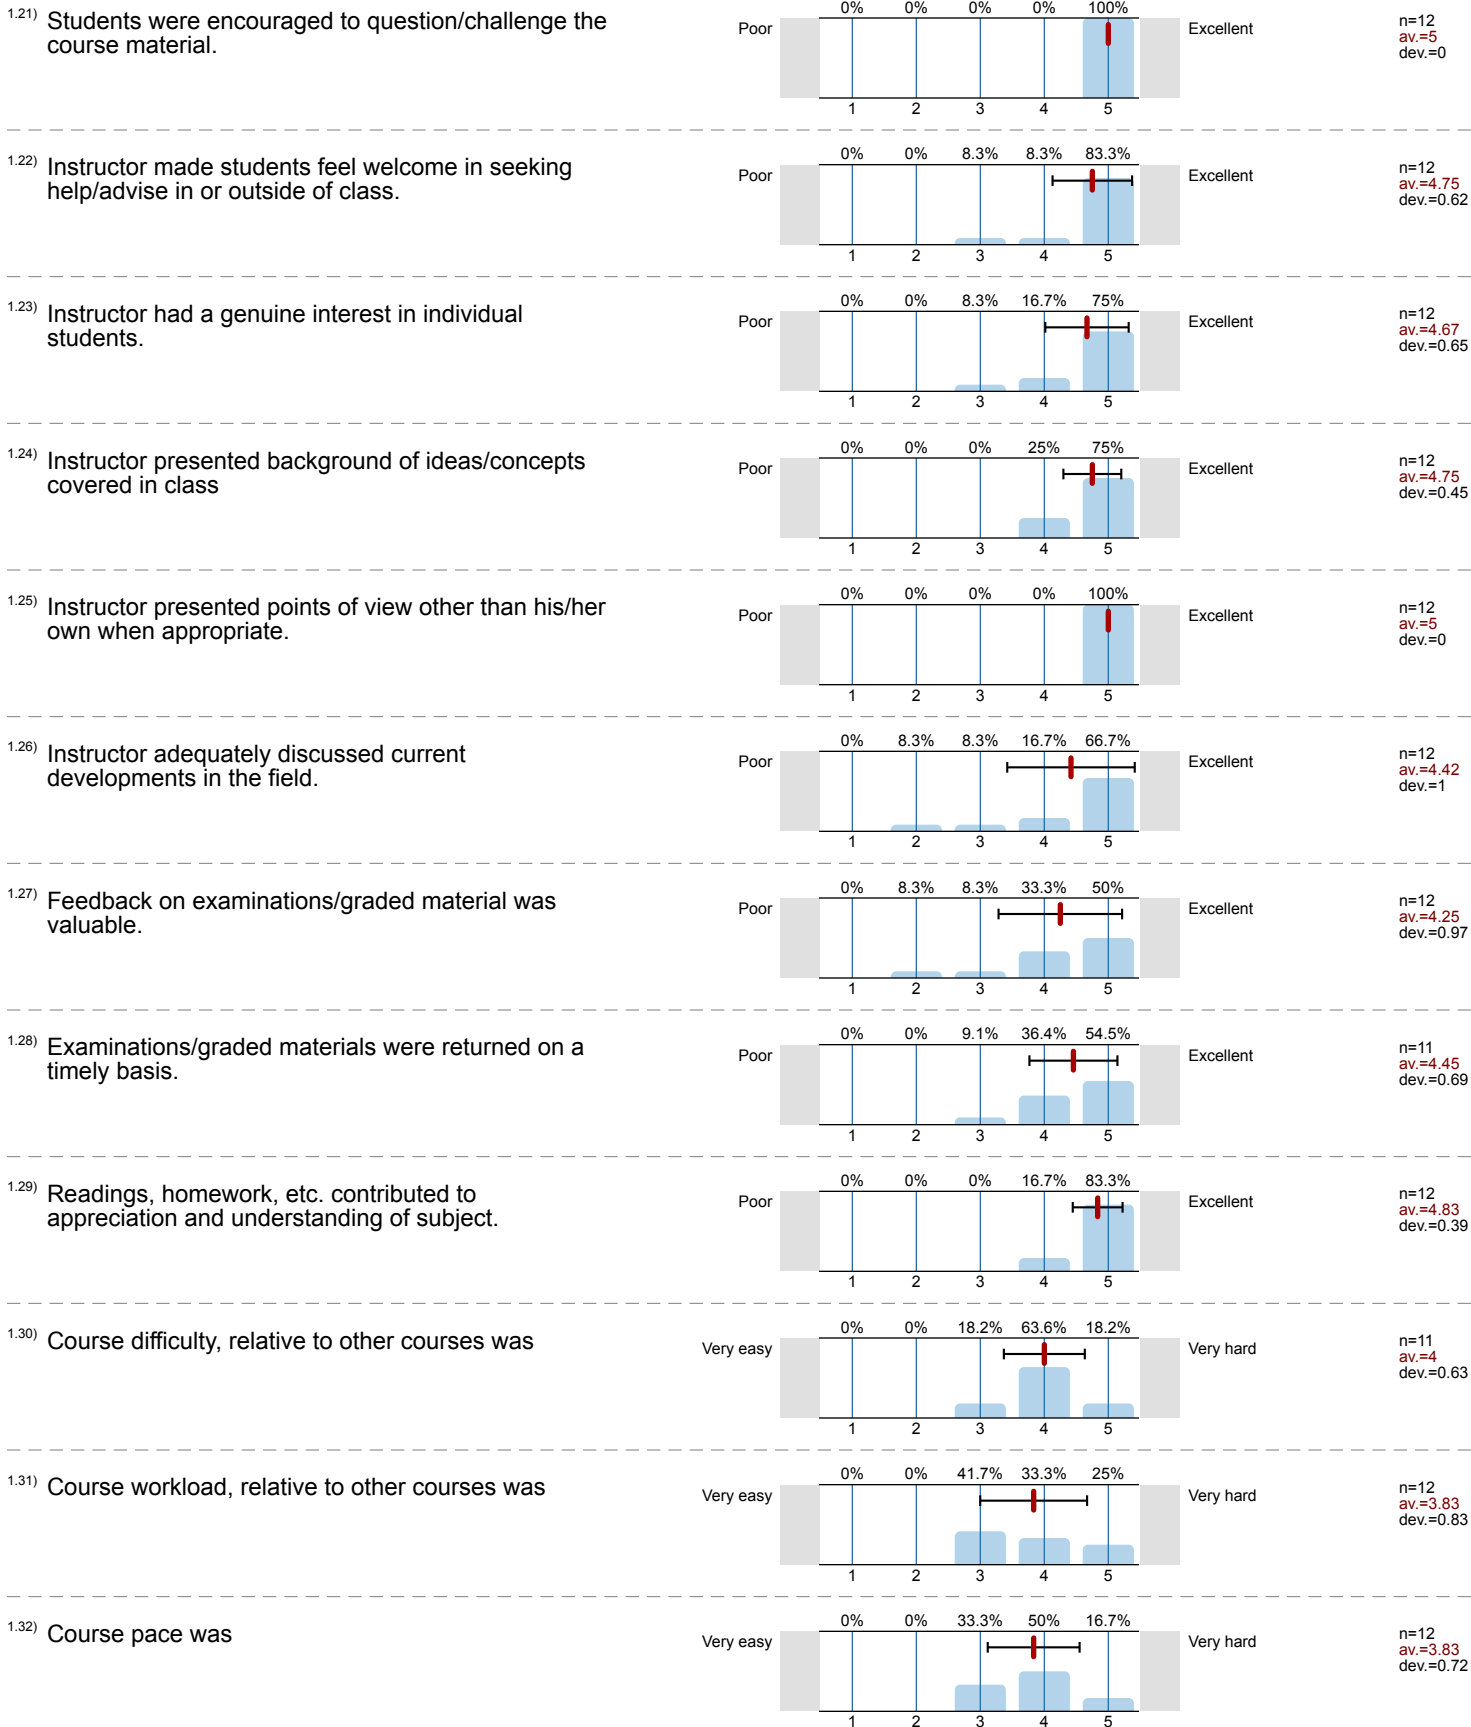 1.21) Students were encouraged to question/challenge the
course material.
Poor
0% 0% 0% 0% 100%
1 2 3 4 5
Excellent
n=12
av.=5
dev.=0
1.22) Instructor made students feel welcome in seeking
help/advise in or outside of class.
Poor
0% 0% 8.3% 8.3% 83.3%
1 2 3 4 5
Excellent
n=12
av.=4.75
dev.=0.62
1.23) Instructor had a genuine interest in individual
students.
Poor
0% 0% 8.3% 16.7% 75%
1 2 3 4 5
Excellent
n=12
av.=4.67
dev.=0.65
1.24) Instructor presented background of ideas/concepts
covered in class
Poor
0% 0% 0% 25% 75%
1 2 3 4 5
Excellent
n=12
av.=4.75
dev.=0.45
1.25) Instructor presented points of view other than his/her
own when appropriate.
Poor
0% 0% 0% 0% 100%
1 2 3 4 5
Excellent
n=12
av.=5
dev.=0
1.26) Instructor adequately discussed current
developments in the field.
Poor
0% 8.3% 8.3% 16.7% 66.7%
1 2 3 4 5
Excellent
n=12
av.=4.42
dev.=1
1.27) Feedback on examinations/graded material was
valuable.
Poor
0% 8.3% 8.3% 33.3% 50%
1 2 3 4 5
Excellent
n=12
av.=4.25
dev.=0.97
1.28) Examinations/graded materials were returned on a
timely basis.
Poor
0% 0% 9.1% 36.4% 54.5%
1 2 3 4 5
Excellent
n=11
av.=4.45
dev.=0.69
1.29) Readings, homework, etc. contributed to
appreciation and understanding of subject.
Poor
0% 0% 0% 16.7% 83.3%
1 2 3 4 5
Excellent
n=12
av.=4.83
dev.=0.39
1.30) Course difficulty, relative to other courses was
Very easy
0% 0% 18.2% 63.6% 18.2%
1 2 3 4 5
Very hard
n=11
av.=4
dev.=0.63
1.31) Course workload, relative to other courses was
Very easy
0% 0% 41.7% 33.3% 25%
1 2 3 4 5
Very hard
n=12
av.=3.83
dev.=0.83
1.32) Course pace was
Very easy
0% 0% 33.3% 50% 16.7%
1 2 3 4 5
Very hard
n=12
av.=3.83
dev.=0.72